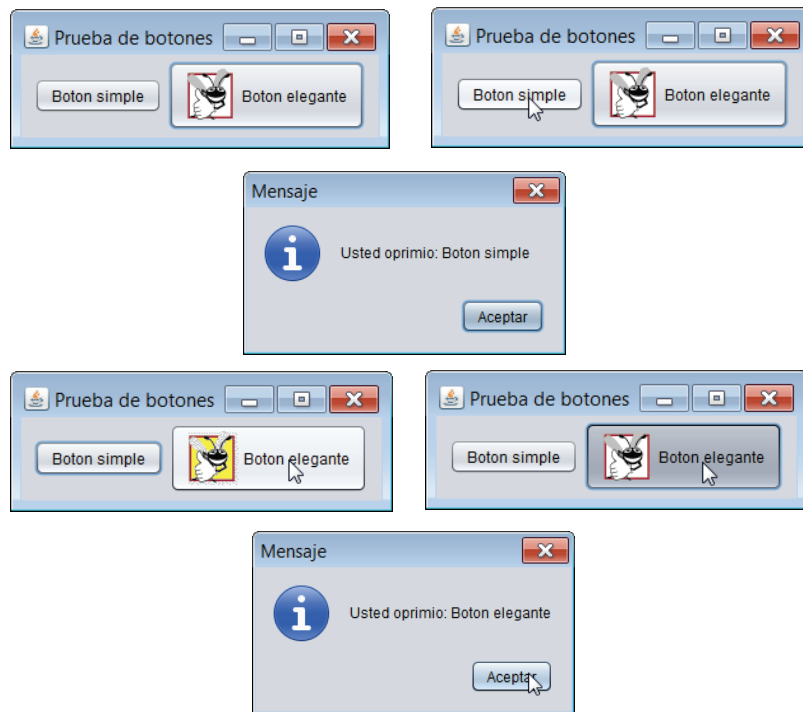 Prueba de botones
Boton simple
Boton elegante
Prueba de botones
Boton simple
Boton elegante
Mensaje
Usted oprimio: Boton simple
Aceptar
Prueba de botones
Boton simple
Boton elegante
Prueba de botones
Boton simple
Boton elegante
Mensaje
Usted oprimio: Boton elegante
Aceptar